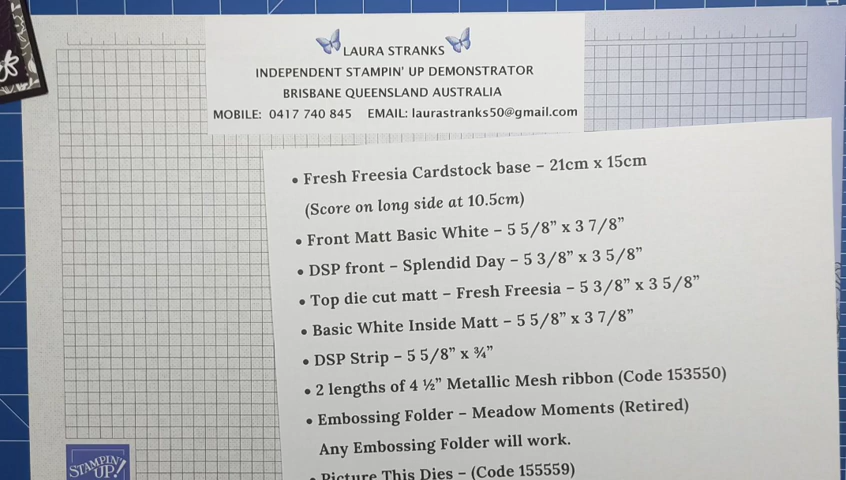 LAURA STRANKS
INDEPENDENT STAMPIN' UP DEMONSTRATOR
BRISBANE QUEENSLAND AUSTRALIA
MOBILE: 0417 740 845 EMAIL: laurastranks50@gmail.com
• Fresh Freesia Cardstock base – 21cm x 15cm
(Score on long side at 10.5cm)
• Front Matt Basic White – 5 5/8” x 3 7/8”
• DSP front – Splendid Day – 5 3/8” x 3 5/8”
• Top die cut matt – Fresh Freesia – 5 3/8” x 3 5/8”
• Basic White Inside Matt – 5 5/8” x 3 7/8”
• DSP Strip – 5 5/8” x ¾”
• 2 lengths of 4 ½” Metallic Mesh ribbon (Code 153550)
• Embossing Folder – Meadow Moments (Retired)
Any Embossing Folder will work.
• Picture This Dies – (Code 155559)
STAMPIN'
UP!